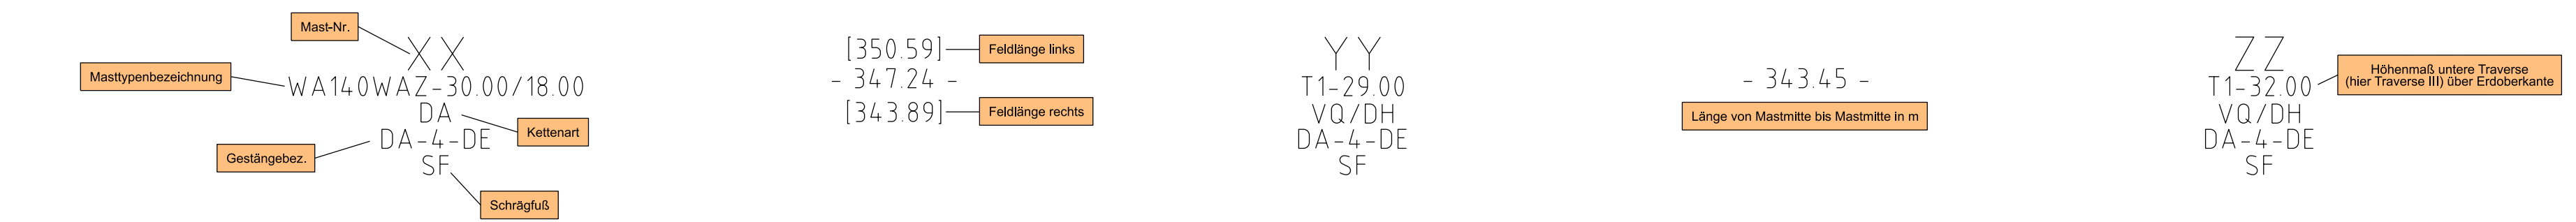 Mast-Nr.
XX
Masttypenbezeichnung
WA140WAZ-30.00/18.00
DA
Kettenart
DA-4-DE
Gestängebez.
SF
Schrägfuß
[350.59]
Feldlänge links
- 347.24 -
[343.89]
Feldlänge rechts
YY
T1-29.00
VQ/DH
DA-4-DE
SF
- 343.45 -
Länge von Mastmitte bis Mastmitte in m
ZZ
T1-32.00
Höhenmaß untere Traverse
(hier Traverse III) über Erdoberkante
VQ/DH
DA-4-DE
SF